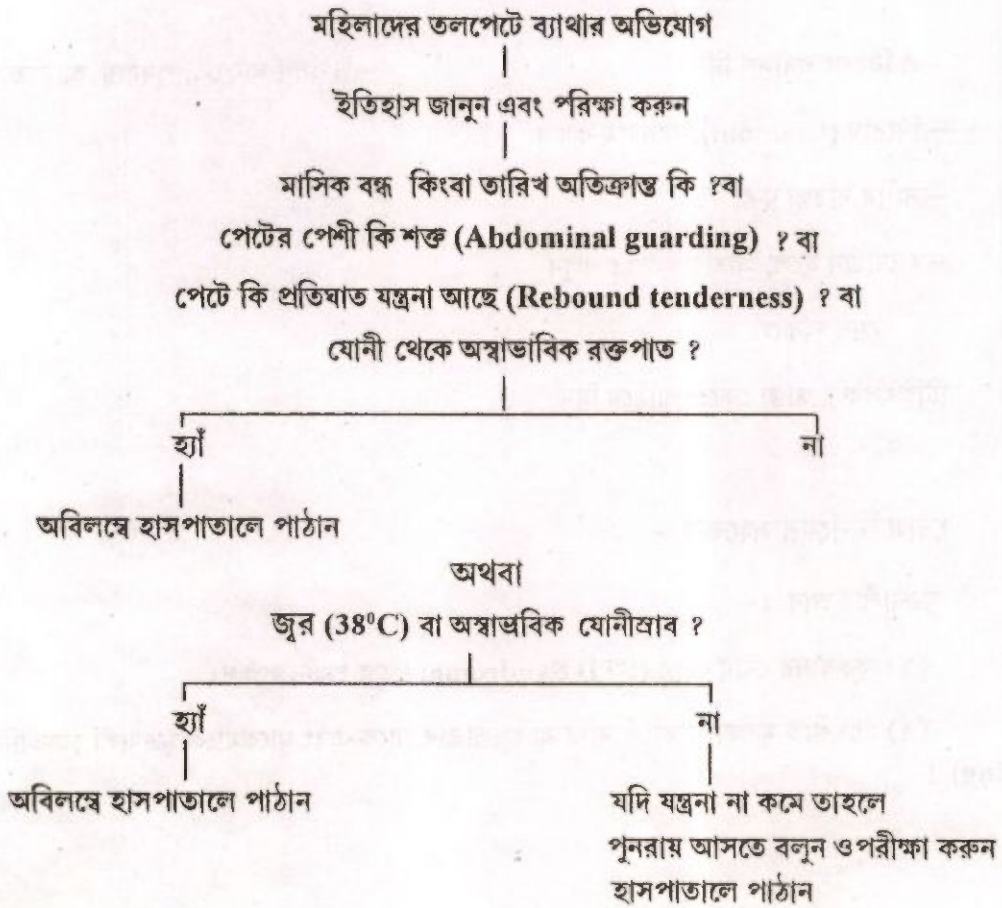 মহিলাদের তলপেটে ব্যাথার অভিযোগ
ইতিহাস জানুন এবং পরিক্ষা করুন
মাসিক বন্ধ কিংবা তারিখ অতিক্রান্ত কি ?বা
পেটের পেশী কি শক্ত (Abdominal guarding) ? বা
পেটে কি প্রতিঘাত যন্ত্রনা আছে (Rebound tenderness) ? বা
যোনী থেকে অস্বাভাবিক রক্তপাত ?
হ্যাঁ না
অবিলম্বে হাসপাতালে পাঠান
অথবা
জ্বর (38⁰C) বা অস্বাভবিক যোনীস্রাব ?
হ্যাঁ না
অবিলম্বে হাসপাতালে পাঠান
যদি যন্ত্রনা না কমে তাহলে
পুনরায় আসতে বলুন ও পরীক্ষা করুন
হাসপাতালে পাঠান